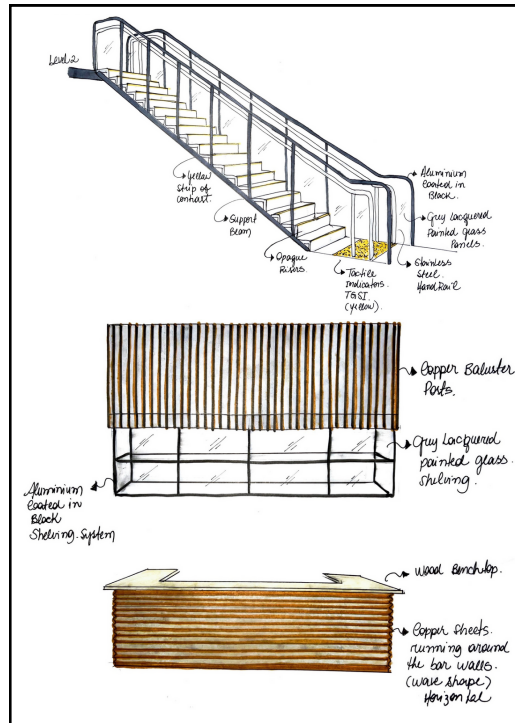 Level 2
Yellow
Strip of
Contrast.
Support
Beam
Opaque
Risers
Tactile
Indicators.
TGSI.
(yellow).
Aluminium
Coated in
Black.
Grey Lacquered
Painted glass
Panels.
Stainless
Steel
Hand Rail
Copper Baluster
Posts.
Grey Lacquered
painted glass
shelving.
Aluminium
Coated in
Black
Shelving System
Wood Benchtop.
Copper Sheets
running around
the bar walls.
(wave shape)
Horizontal